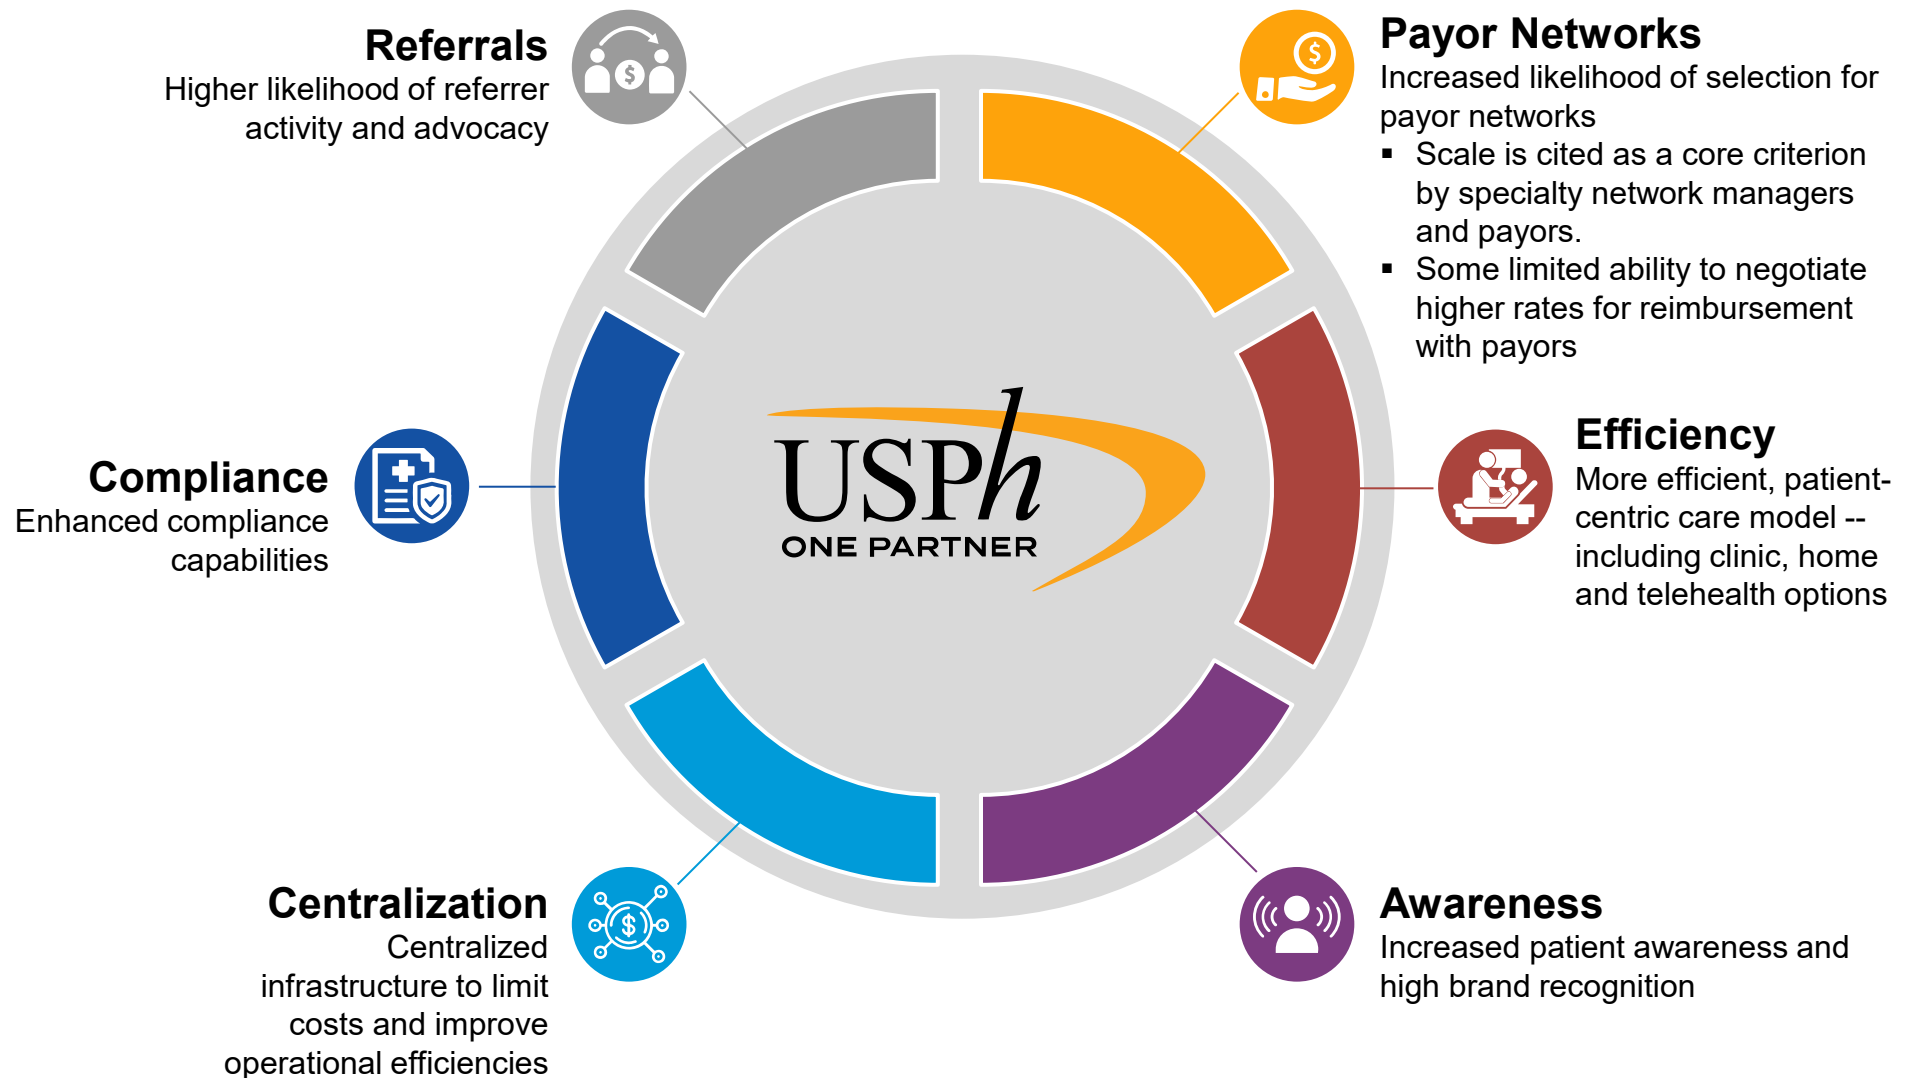 Referrals
Higher likelihood of referrer
activity and advocacy
Payor Networks
Increased likelihood of selection for
payor networks
▪ Scale is cited as a core criterion
by specialty network managers
and payors.
▪ Some limited ability to negotiate
higher rates for reimbursement
with payors
Compliance
Enhanced compliance
capabilities
USPh
ONE PARTNER
Efficiency
More efficient, patient-
centric care model --
including clinic, home
and telehealth options
Centralization
Centralized
infrastructure to limit
costs and improve
operational efficiencies
Awareness
Increased patient awareness and
high brand recognition